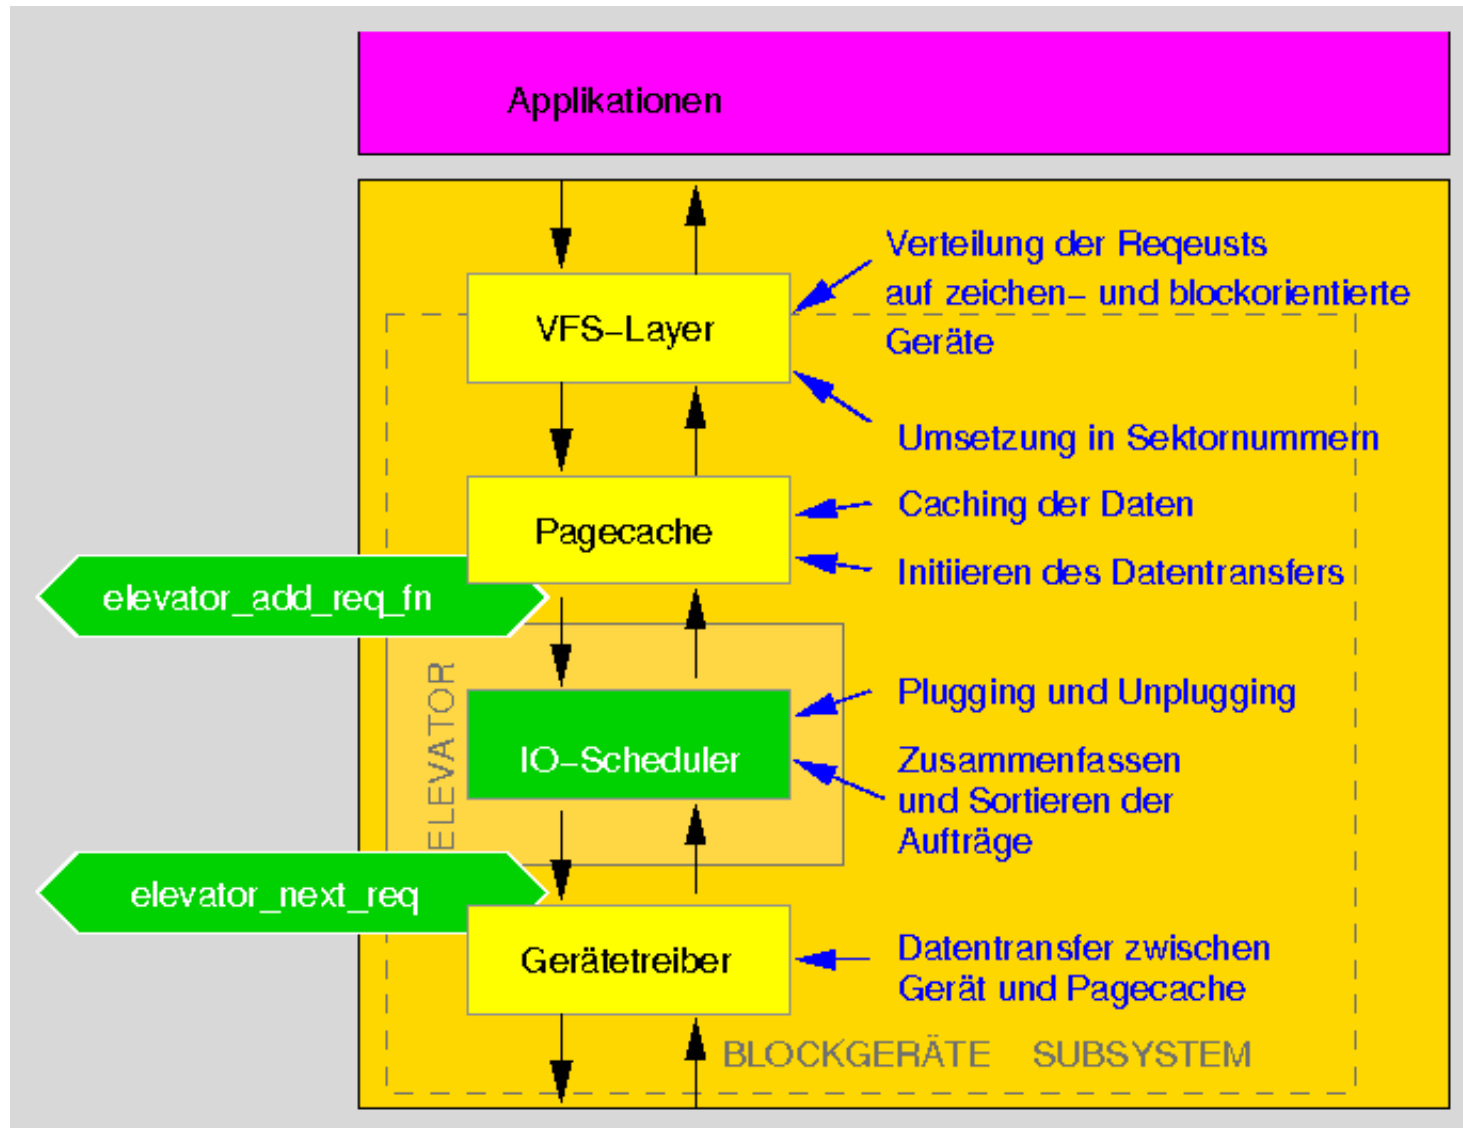 Applikationen
Verteilung der Reqeusts
auf zeichen– und blockorientierte
Geräte
VFS–Layer
Umsetzung in Sektornummern
Pagecache
Caching der Daten
Initiieren des Datentransfers
elevator_add_req_fn
ELEVATOR
IO–Scheduler
Plugging und Unplugging
Zusammenfassen
und Sortieren der
Aufträge
elevator_next_req
Gerätetreiber
Datentransfer zwischen
Gerät und Pagecache
BLOCKGERÄTE SUBSYSTEM